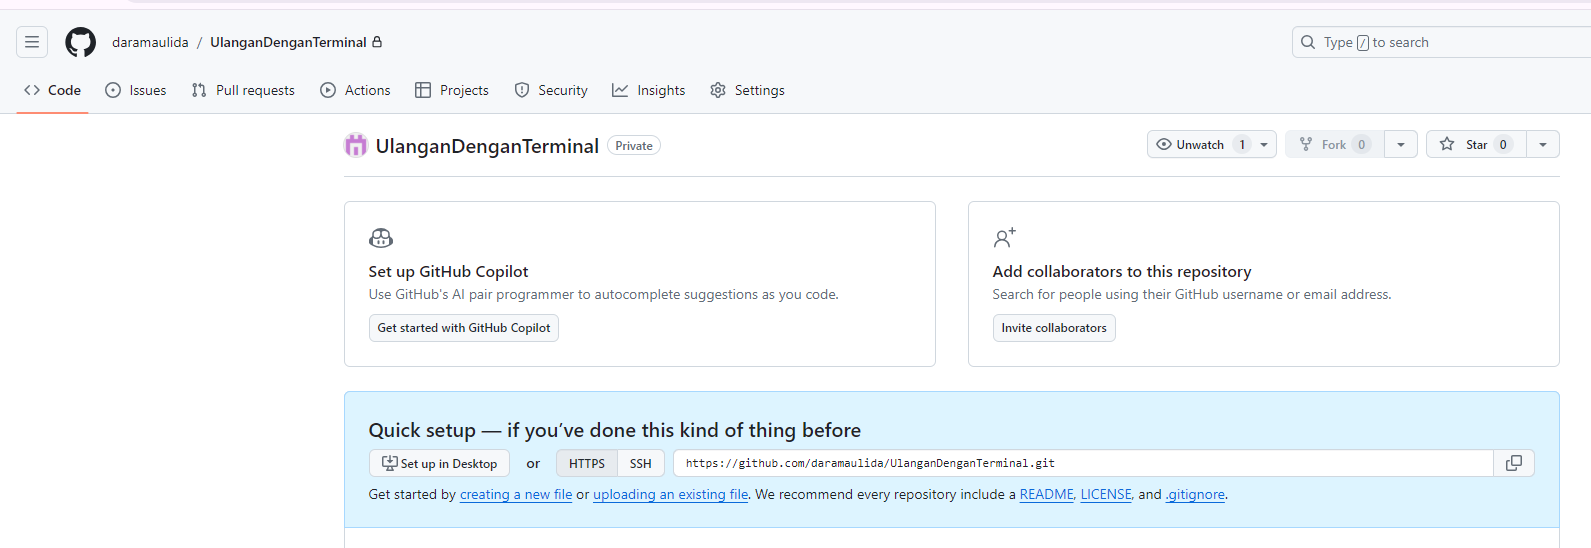 daramaulida / UlanganDenganTerminal
Type / to search
Code Issues Pull requests Actions Projects Security Insights Settings
UlanganDenganTerminal Private
Unwatch 1 Fork 0 Star 0
Set up GitHub Copilot
Use GitHub's AI pair programmer to autocomplete suggestions as you code.
Get started with GitHub Copilot
Add collaborators to this repository
Search for people using their GitHub username or email address.
Invite collaborators
Quick setup — if you’ve done this kind of thing before
Set up in Desktop or HTTPS SSH https://github.com/daramaulida/UlanganDenganTerminal.git
Get started by creating a new file or uploading an existing file. We recommend every repository include a README, LICENSE, and .gitignore.